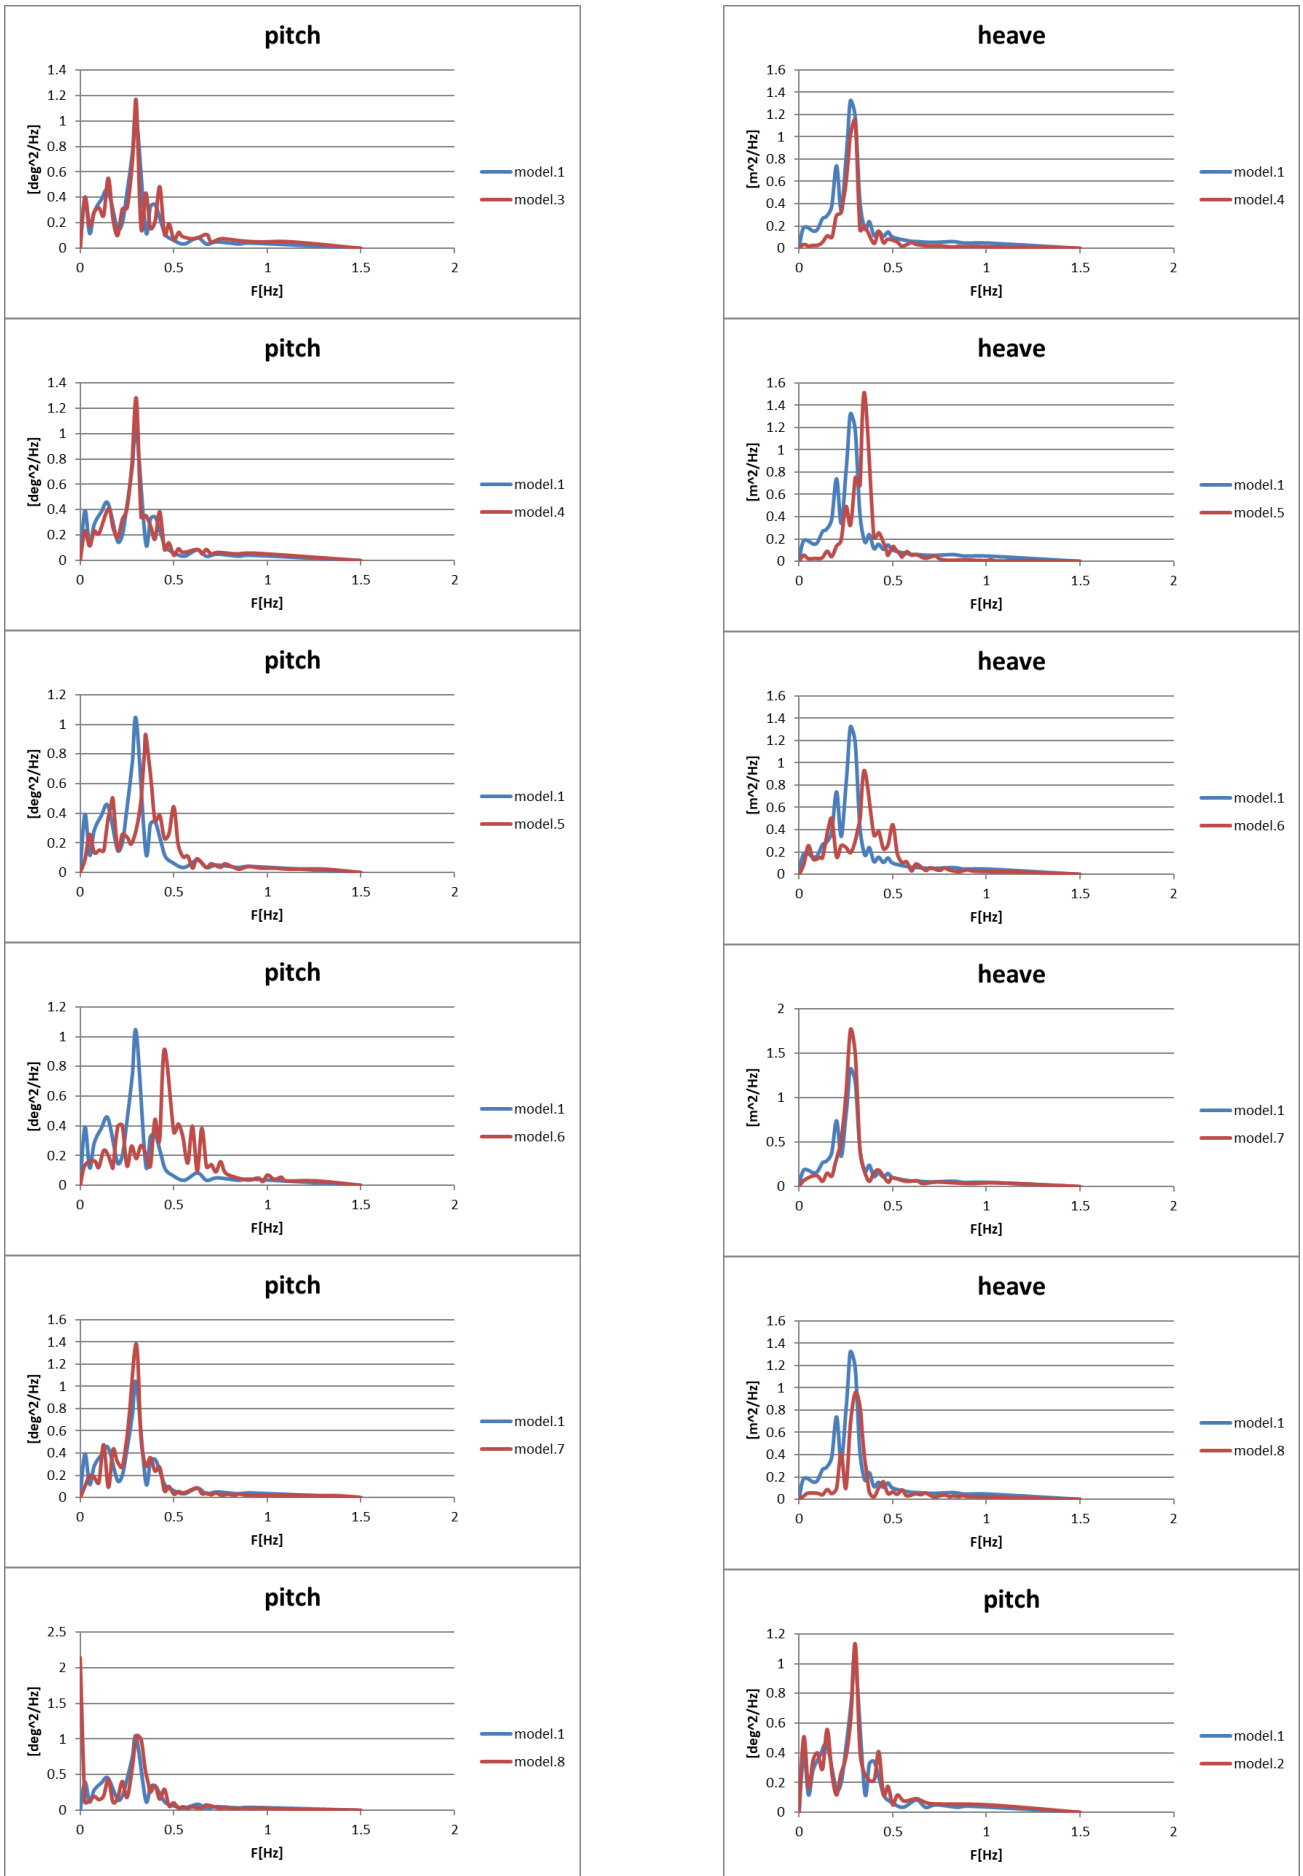 pitch
1.4
1.2
1
0.8
0.6
0.4
0.2
0
[deg^2/Hz]
0 0.5 1 1.5 2
F[Hz]
model.1
model.3
heave
1.6
1.4
1.2
1
0.8
0.6
0.4
0.2
0
[m^2/Hz]
0 0.5 1 1.5 2
F[Hz]
model.1
model.4
pitch
1.4
1.2
1
0.8
0.6
0.4
0.2
0
[deg^2/Hz]
0 0.5 1 1.5 2
F[Hz]
model.1
model.4
heave
1.6
1.4
1.2
1
0.8
0.6
0.4
0.2
0
[m^2/Hz]
0 0.5 1 1.5 2
F[Hz]
model.1
model.5
pitch
1.2
1
0.8
0.6
0.4
0.2
0
[deg^2/Hz]
0 0.5 1 1.5 2
F[Hz]
model.1
model.5
heave
1.6
1.4
1.2
1
0.8
0.6
0.4
0.2
0
[m^2/Hz]
0 0.5 1 1.5 2
F[Hz]
model.1
model.6
pitch
1.2
1
0.8
0.6
0.4
0.2
0
[deg^2/Hz]
0 0.5 1 1.5 2
F[Hz]
model.1
model.6
heave
2
1.5
1
0.5
0
[m^2/Hz]
0 0.5 1 1.5 2
F[Hz]
model.1
model.7
pitch
1.6
1.4
1.2
1
0.8
0.6
0.4
0.2
0
[deg^2/Hz]
0 0.5 1 1.5 2
F[Hz]
model.1
model.7
heave
1.6
1.4
1.2
1
0.8
0.6
0.4
0.2
0
[m^2/Hz]
0 0.5 1 1.5 2
F[Hz]
model.1
model.8
pitch
2.5
2
1.5
1
0.5
0
[deg^2/Hz]
0 0.5 1 1.5 2
F[Hz]
model.1
model.8
pitch
1.2
1
0.8
0.6
0.4
0.2
0
[deg^2/Hz]
0 0.5 1 1.5 2
F[Hz]
model.1
model.2